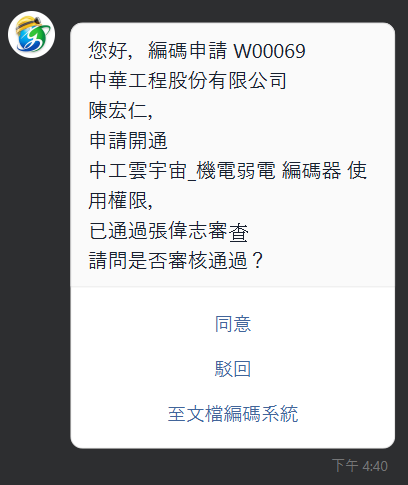 您好，編碼申請 W00069
中華工程股份有限公司
陳宏仁，
申請開通
中工雲宇宙_機電弱電 編碼器 使
用權限，
已通過張偉志審查
請問是否審核通過？
同意
駁回
至文檔編碼系統
下午 4:40